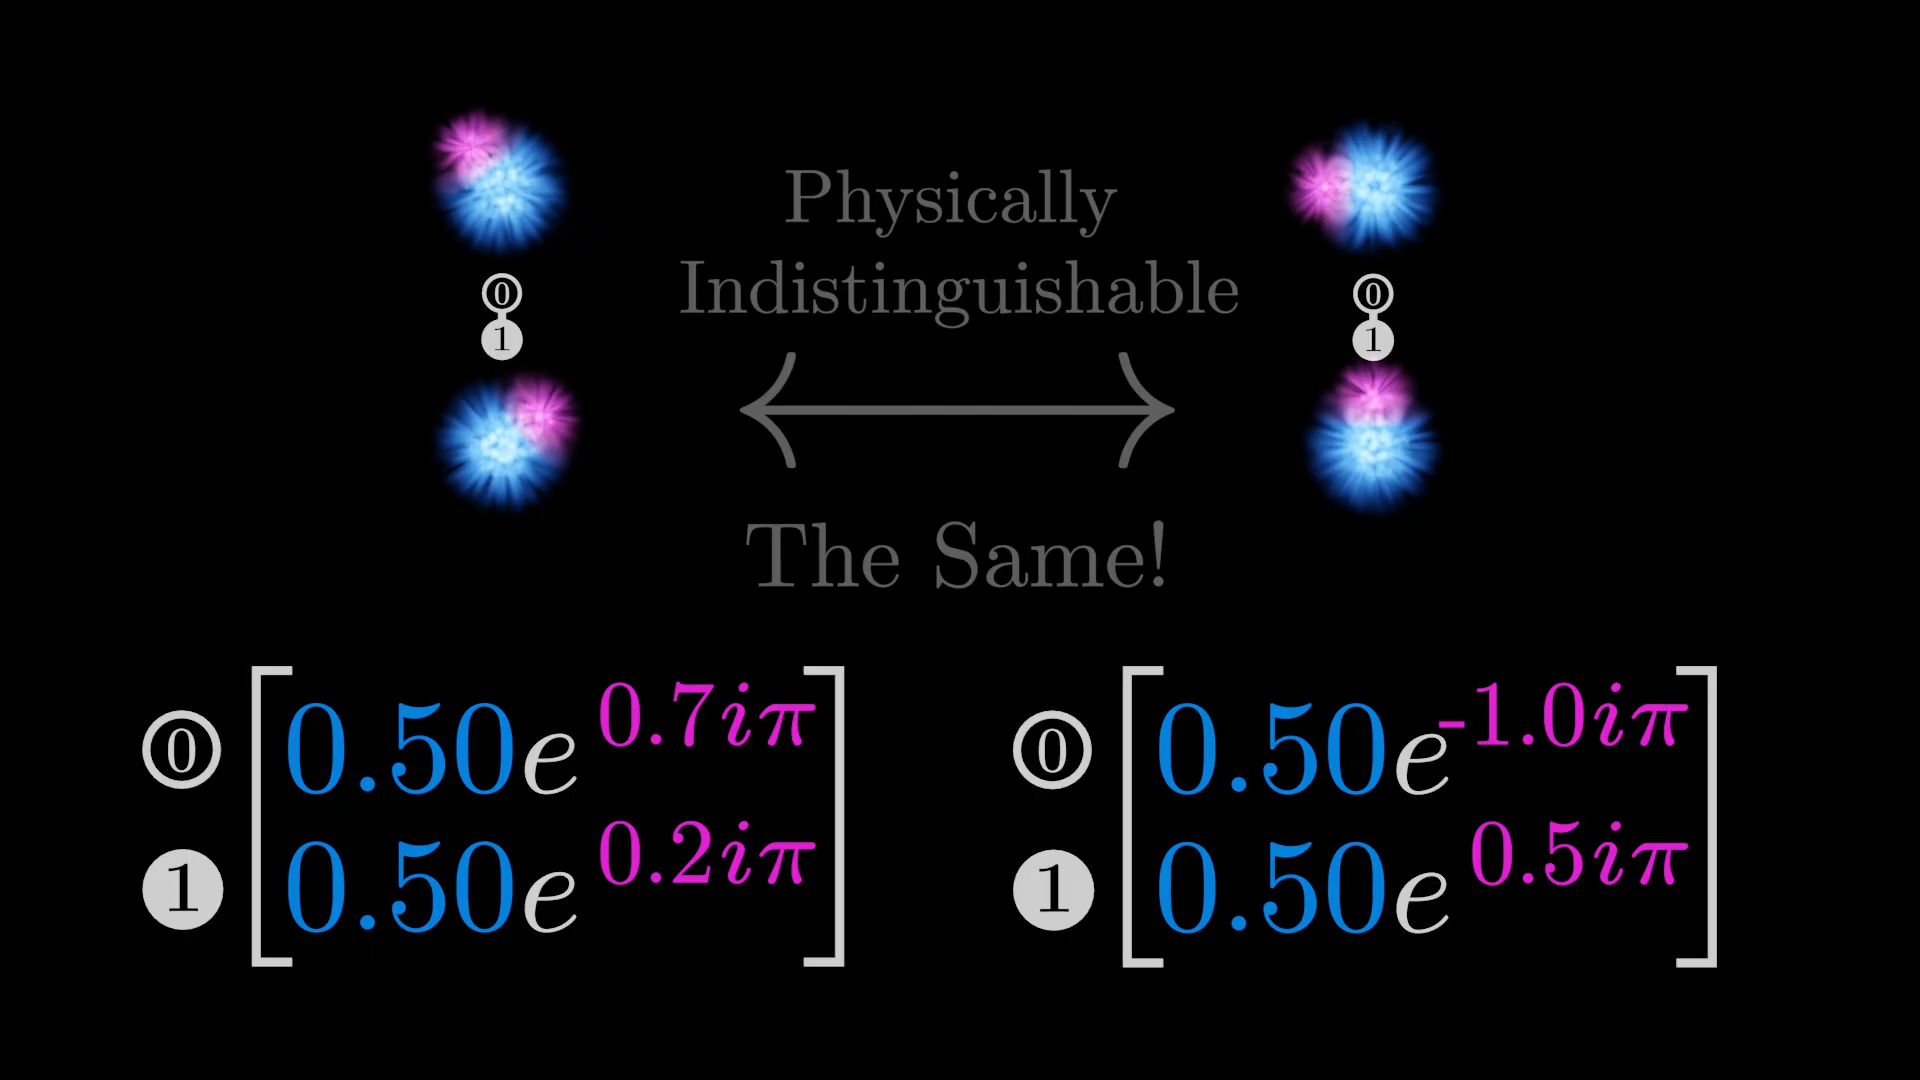 0
1
Physically
Indistinguishable
0
1
The Same!
0 [0.50e^0.7iπ]
1 [0.50e^0.2iπ]
0 [0.50e^-1.0iπ]
1 [0.50e^0.5iπ]